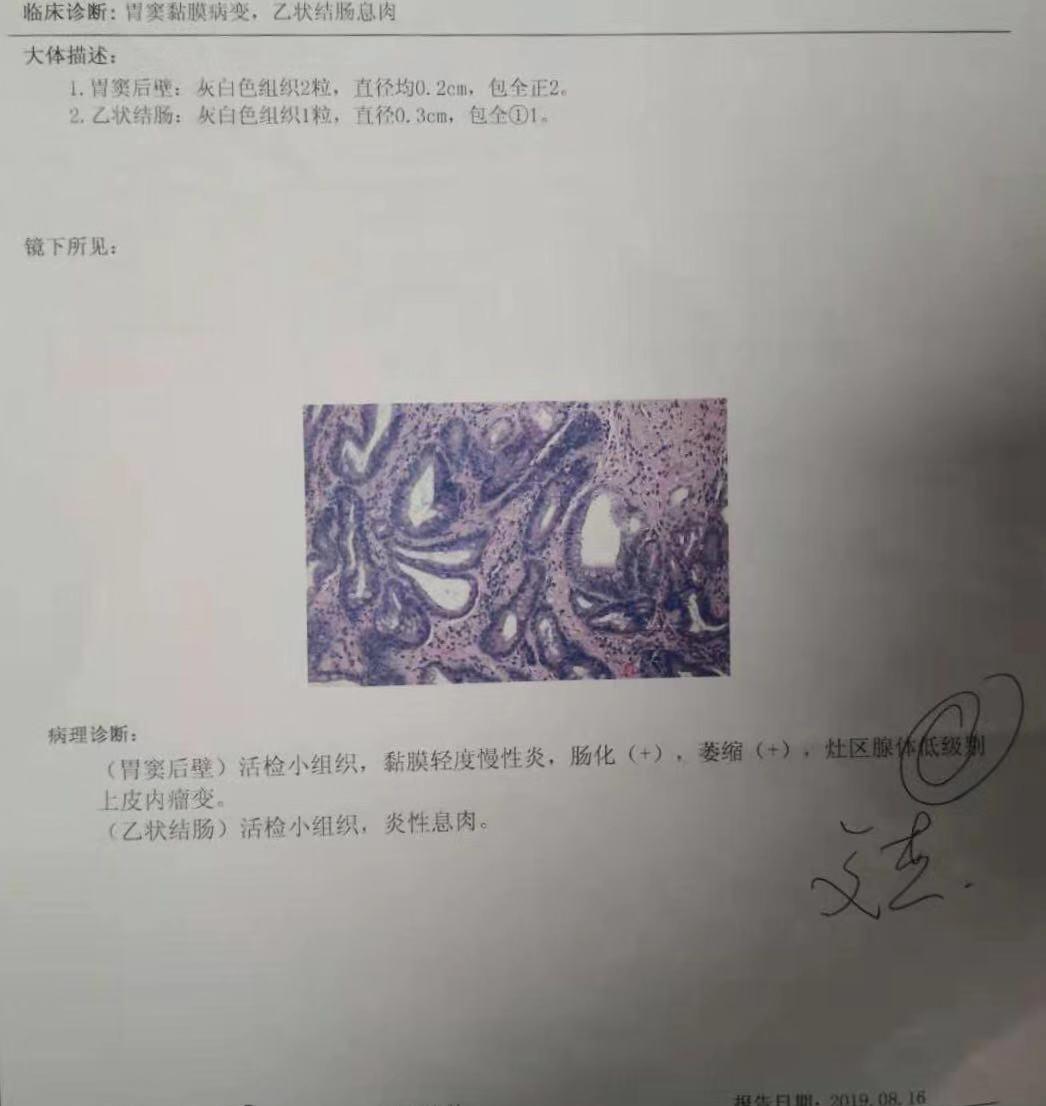 临床诊断: 胃窦黏膜病变, 乙状结肠息肉
大体描述:
1.胃窦后壁: 灰白色组织2粒, 直径均0.2cm, 包全正2。
2.乙状结肠: 灰白色组织1粒, 直径0.3cm, 包全①1。
镜下所见:
病理诊断:
(胃窦后壁) 活检小组织, 黏膜轻度慢性炎, 肠化 (+), 萎缩 (+), 灶区腺体低级别
上皮内瘤变。
(乙状结肠) 活检小组织, 炎性息肉。
报告日期: 2019.08.16